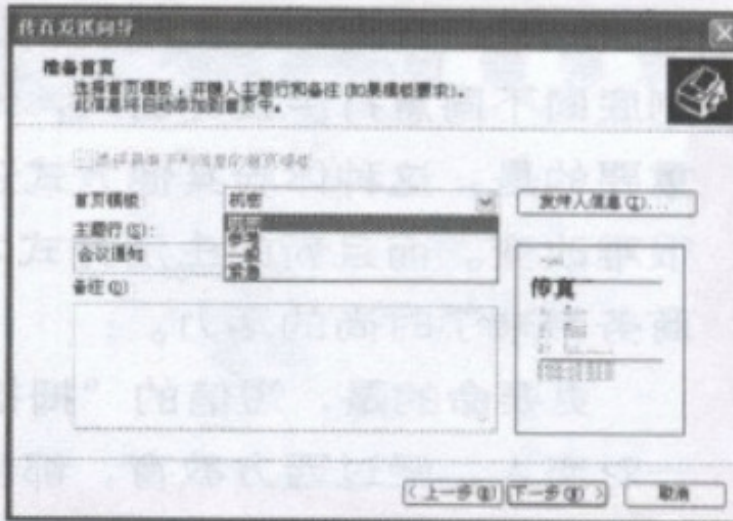 传真发送向导
准备首页
选择首页模板，并键入主题行和备注(如果模板要求)。
此信息将自动添加到首页中。
首页模板: 机密 发件人信息(I)...
机密
主题行(S): 参考
会议通知 一般
紧急
备注(O)
传真
< 上一步(B) 下一步(N) > 取消